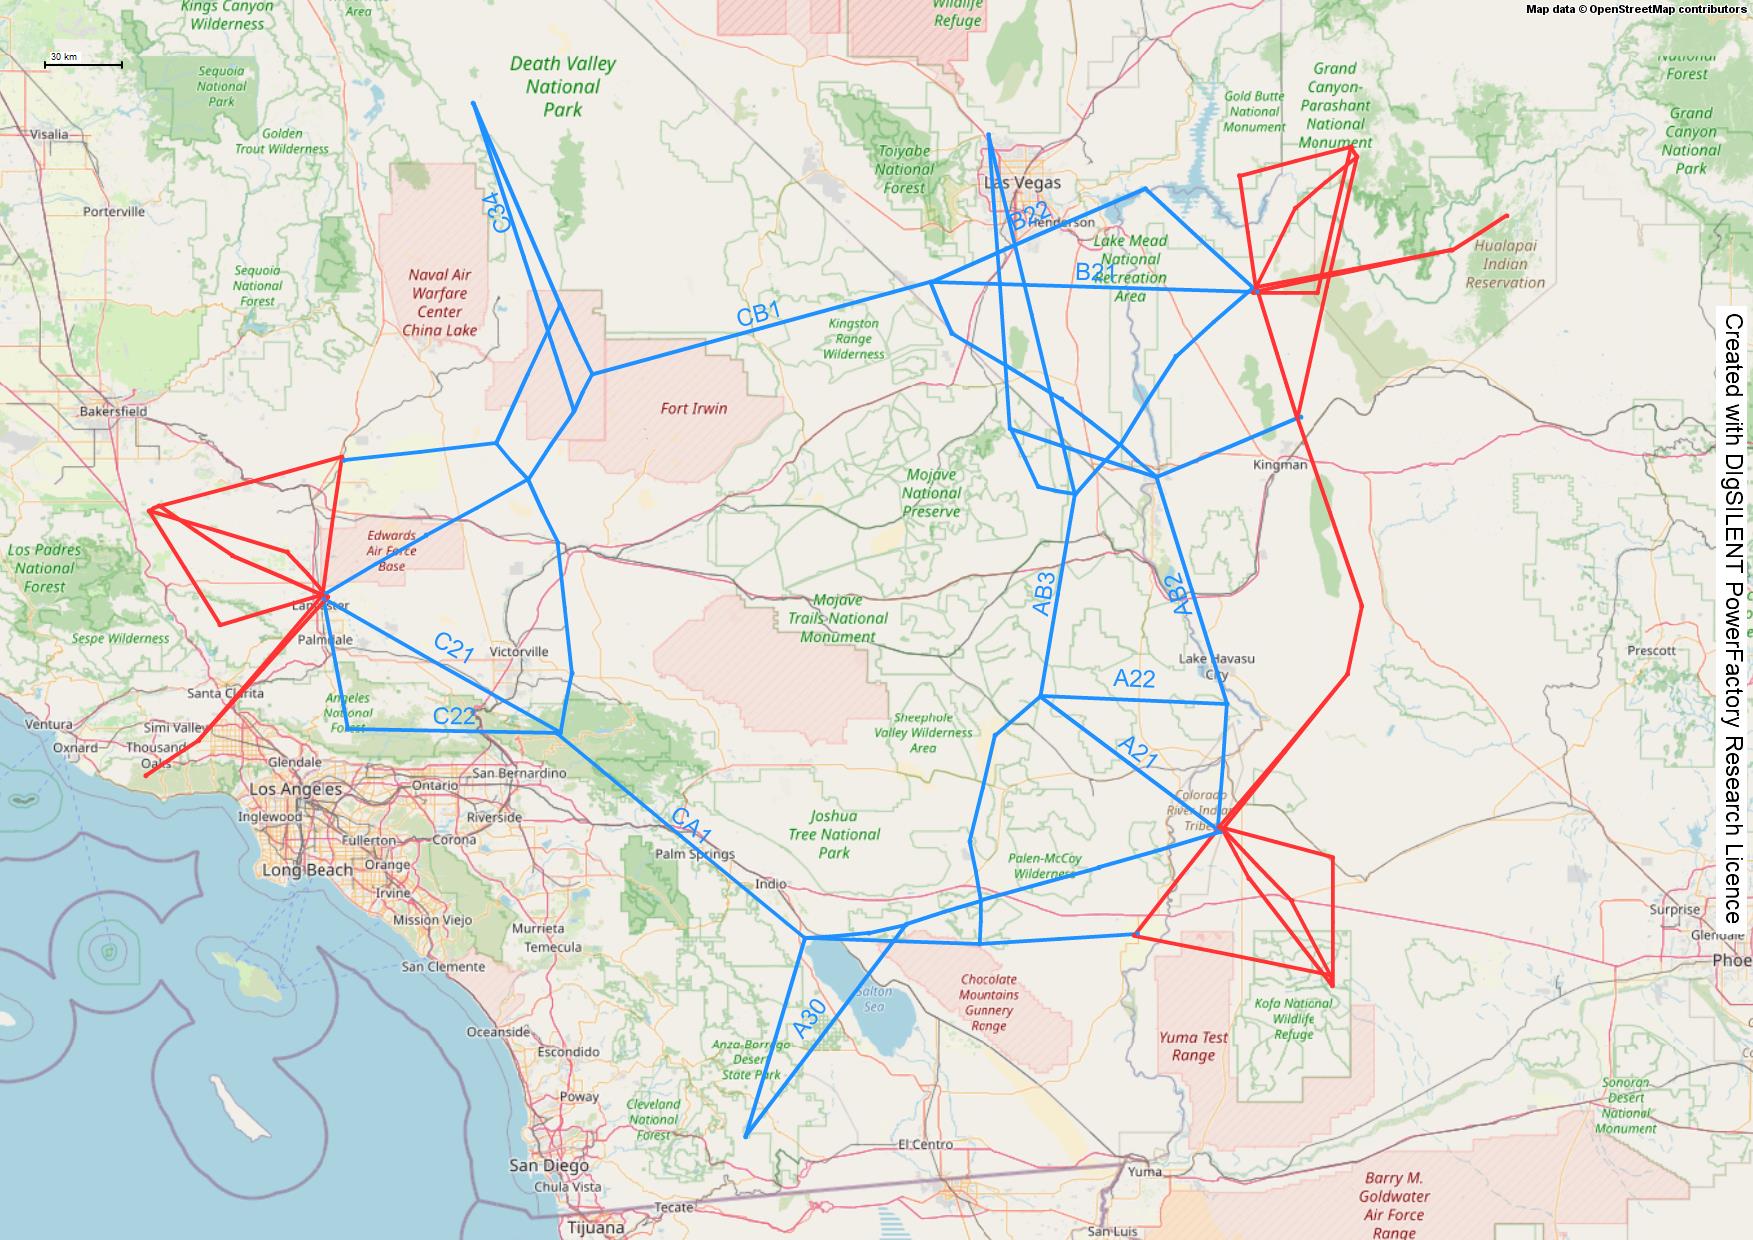 Map data © OpenStreetMap contributors
Kings Canyon
Wilderness
Area
Wildlife
Refuge
30 km
Sequoia
National
Park
Death Valley
National
Park
Grand
Canyon-
Parashant
National
Monument
National
Forest
Gold Butte
National
Monument
Grand
Canyon
National
Park
Visalia
Golden
Trout Wilderness
Toiyabe
National
Forest
Las Vegas
Porterville
C34
B22
Henderson
Lake Mead
National
Recreation
Area
Hualapai
Indian
Reservation
Sequoia
National
Forest
Naval Air
Warfare
Center
China Lake
B21
CB1
Kingston
Range
Wilderness
Created with DIgSILENT PowerFactory Research Licence
Bakersfield
Fort Irwin
Kingman
Mojave
National
Preserve
Edwards
Air Force
Base
Los Padres
National
Forest
Lancaster
AB3
AB2
Mojave
Trails National
Monument
Sespe Wilderness
Palmdale
C21
Victorville
Prescott
Lake Havasu
City
A22
Santa Clarita
Angeles
National
Forest
C22
Ventura
Simi Valley
Sheephole
Valley Wilderness
Area
Oxnard
Thousand
Oaks
A21
Glendale
San Bernardino
Los Angeles
Ontario
Colorado
River Indian
Tribes
Inglewood
Riverside
CA1
Joshua
Tree National
Park
Fullerton
Corona
Palm Springs
Palen-McCoy
Wilderness
Long Beach
Orange
Indio
Irvine
Surprise
Mission Viejo
Murrieta
Temecula
Glendale
Phoe
San Clemente
Salton
Sea
Chocolate
Mountains
Gunnery
Range
Kofa National
Wildlife
Refuge
A30
Oceanside
Anza-Borrego
Desert
State Park
Yuma Test
Range
Escondido
Poway
Cleveland
National
Forest
Sonoran
Desert
National
Monument
El Centro
San Diego
Yuma
Chula Vista
Barry M.
Goldwater
Air Force
Range
Tecate
Tijuana
San Luis